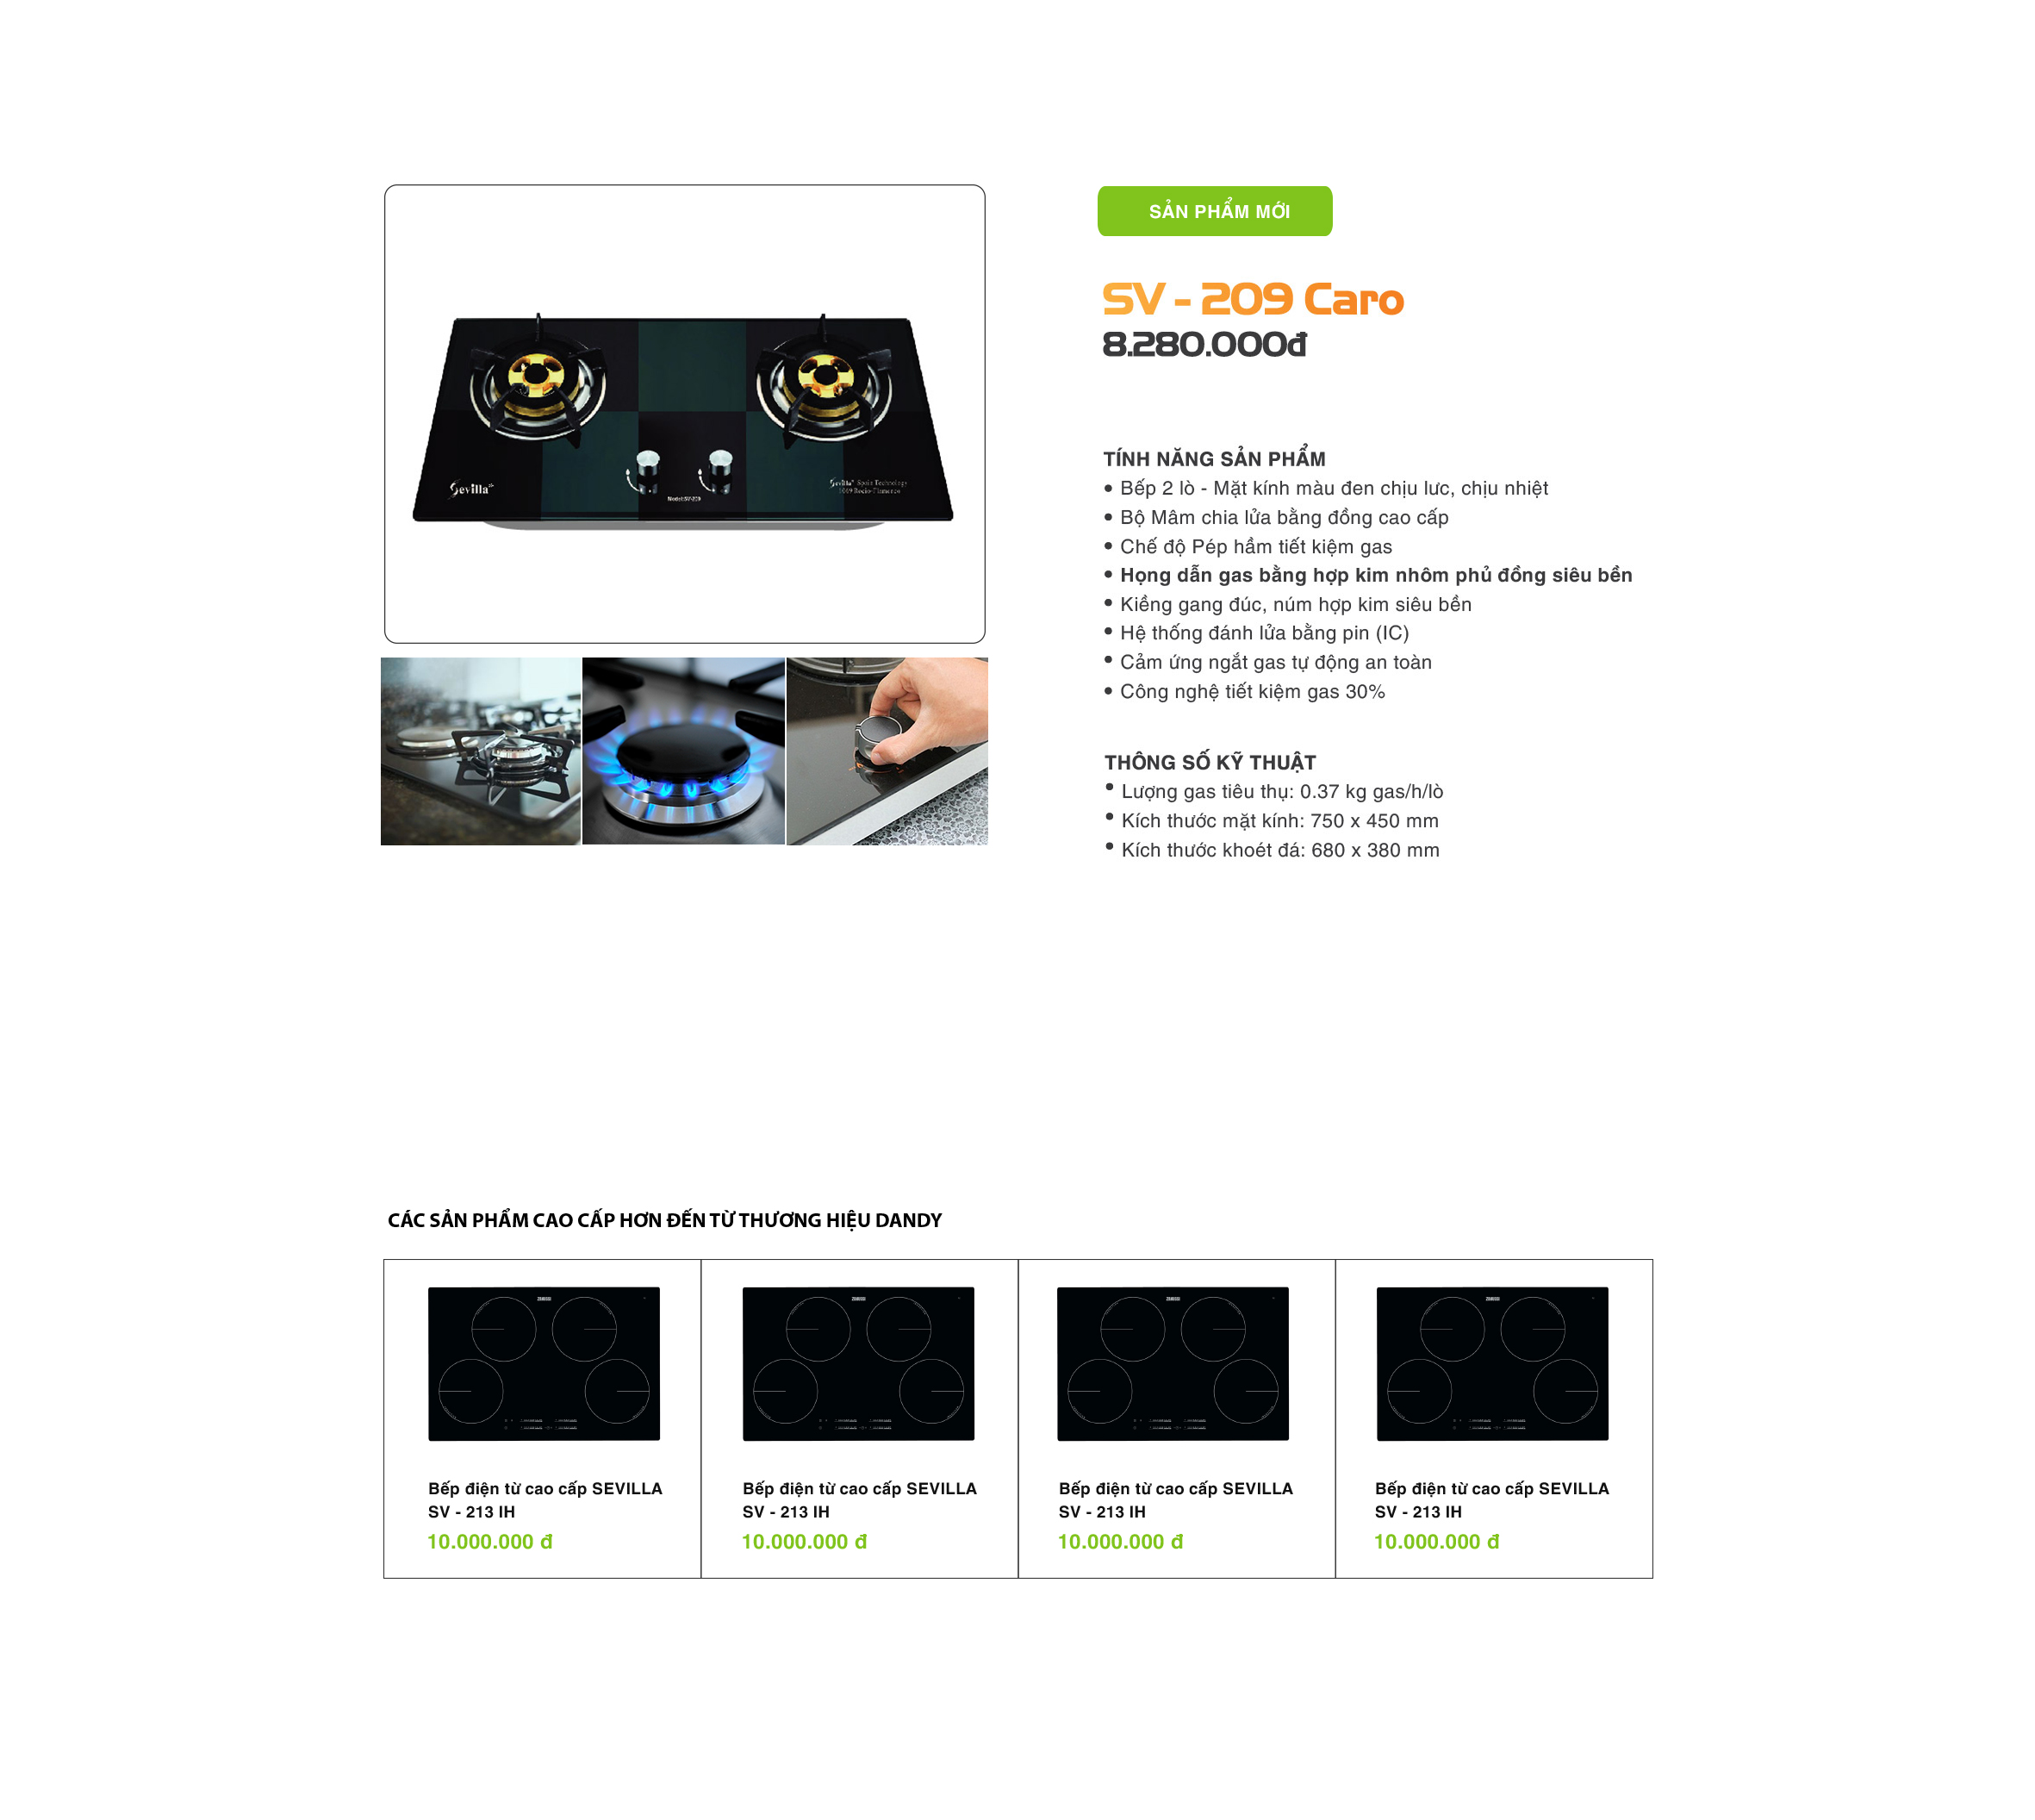 SẢN PHẨM MỚI
SV - 209 Caro
8.280.000đ
Sevilla
Sevilla Spain Technology
Model:SV-209
TÍNH NĂNG SẢN PHẨM
• Bếp 2 lò - Mặt kính màu đen chịu lưc, chịu nhiệt
• Bộ Mâm chia lửa bằng đồng cao cấp
• Chế độ Pép hầm tiết kiệm gas
• Họng dẫn gas bằng hợp kim nhôm phủ đồng siêu bền
• Kiềng gang đúc, núm hợp kim siêu bền
• Hệ thống đánh lửa bằng pin (IC)
• Cảm ứng ngắt gas tự động an toàn
• Công nghệ tiết kiệm gas 30%
THÔNG SỐ KỸ THUẬT
• Lượng gas tiêu thụ: 0.37 kg gas/h/lò
• Kích thước mặt kính: 750 x 450 mm
• Kích thước khoét đá: 680 x 380 mm
CÁC SẢN PHẨM CAO CẤP HƠN ĐẾN TỪ THƯƠNG HIỆU DANDY
Bếp điện từ cao cấp SEVILLA
SV - 213 IH
10.000.000 đ
Bếp điện từ cao cấp SEVILLA
SV - 213 IH
10.000.000 đ
Bếp điện từ cao cấp SEVILLA
SV - 213 IH
10.000.000 đ
Bếp điện từ cao cấp SEVILLA
SV - 213 IH
10.000.000 đ